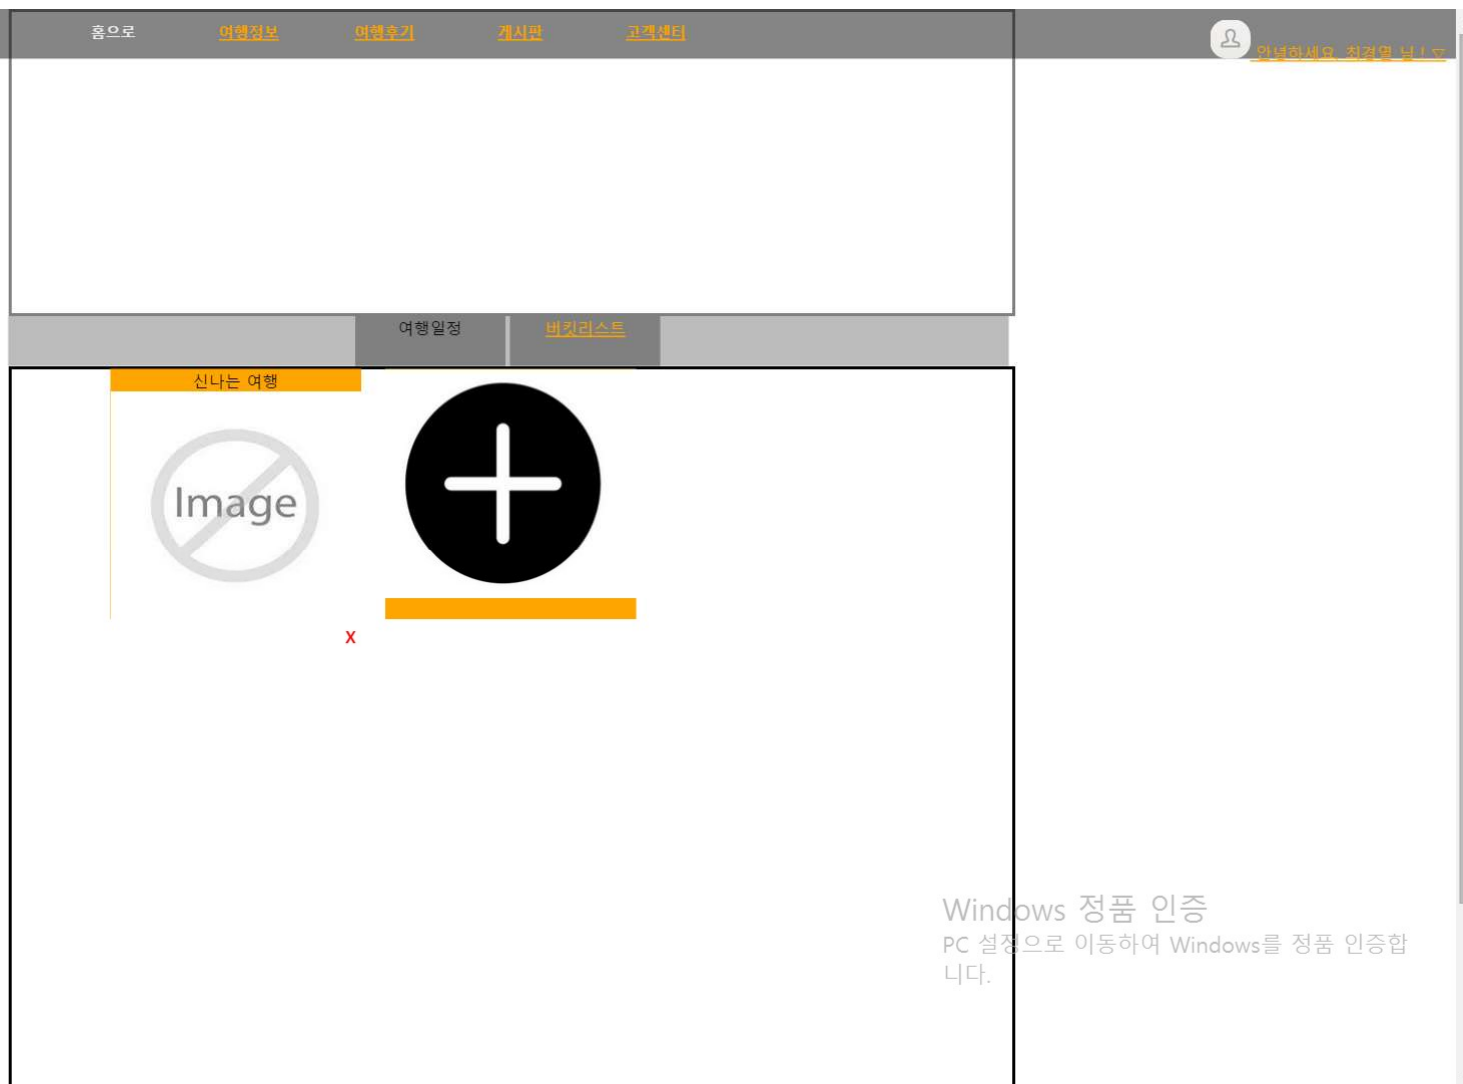 홈으로 여행정보 여행후기 게시판 고객센터
안녕하세요, 최경열 님 ! ▽
여행일정 버킷리스트
신나는 여행
Image
X
Windows 정품 인증
PC 설정으로 이동하여 Windows를 정품 인증합
니다.